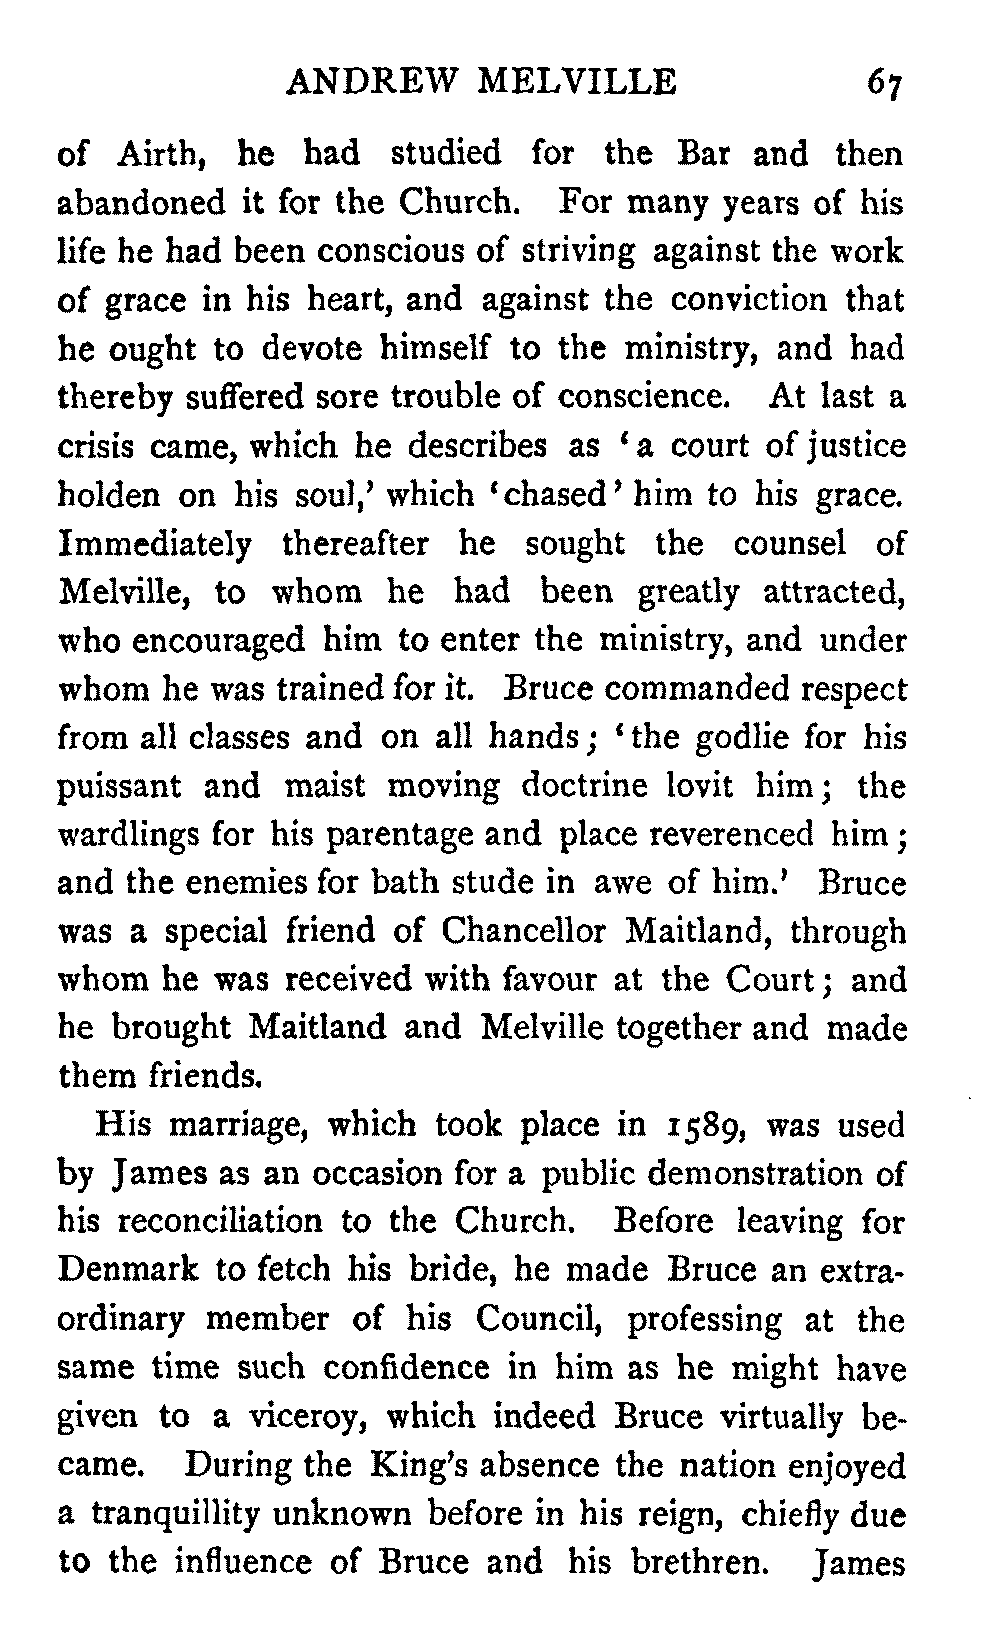 ANDREW MELVILLE 67
of Airth, he had studied for the Bar and then
abandoned it for the Church. For many years of his
life he had been conscious of striving against the work
of grace in his heart, and against the conviction that
he ought to devote himself to the ministry, and had
thereby suffered sore trouble of conscience. At last a
crisis came, which he describes as ‘a court of justice
holden on his soul,’ which ‘chased’ him to his grace.
Immediately thereafter he sought the counsel of
Melville, to whom he had been greatly attracted,
who encouraged him to enter the ministry, and under
whom he was trained for it. Bruce commanded respect
from all classes and on all hands; ‘the godlie for his
puissant and maist moving doctrine lovit him; the
wardlings for his parentage and place reverenced him;
and the enemies for bath stude in awe of him.’ Bruce
was a special friend of Chancellor Maitland, through
whom he was received with favour at the Court; and
he brought Maitland and Melville together and made
them friends.
His marriage, which took place in 1589, was used
by James as an occasion for a public demonstration of
his reconciliation to the Church. Before leaving for
Denmark to fetch his bride, he made Bruce an extra-
ordinary member of his Council, professing at the
same time such confidence in him as he might have
given to a viceroy, which indeed Bruce virtually be-
came. During the King’s absence the nation enjoyed
a tranquillity unknown before in his reign, chiefly due
to the influence of Bruce and his brethren. James